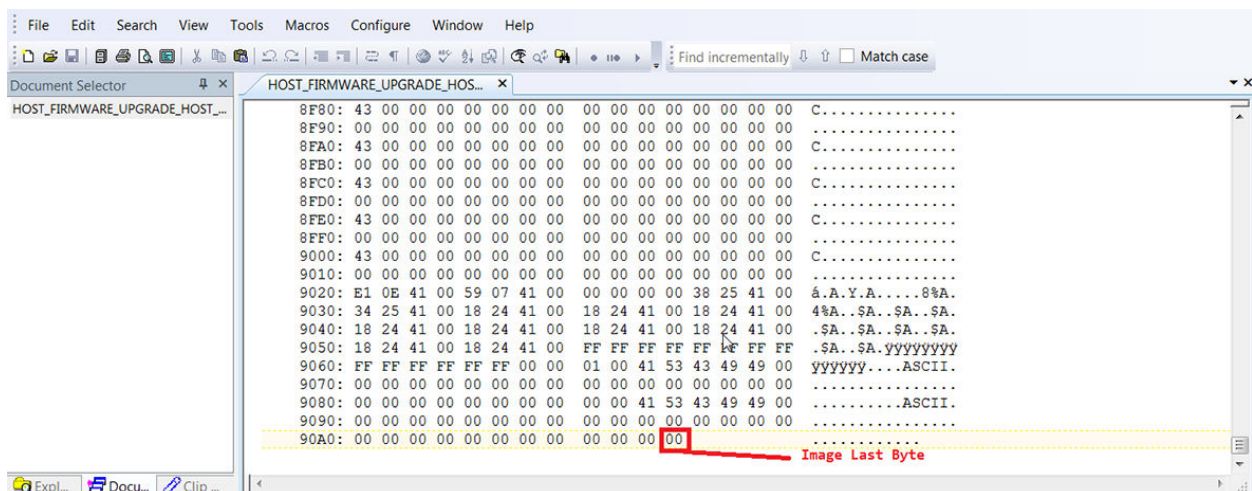 File Edit Search View Tools Macros Configure Window Help
Find incrementally Match case
Document Selector
HOST_FIRMWARE_UPGRADE_HOS...
HOST_FIRMWARE_UPGRADE_HOST_...
8F80: 43 00 00 00 00 00 00 00 00 00 00 00 00 00 00 00 C...............
8F90: 00 00 00 00 00 00 00 00 00 00 00 00 00 00 00 00 ................
8FA0: 43 00 00 00 00 00 00 00 00 00 00 00 00 00 00 00 C...............
8FB0: 00 00 00 00 00 00 00 00 00 00 00 00 00 00 00 00 ................
8FC0: 43 00 00 00 00 00 00 00 00 00 00 00 00 00 00 00 C...............
8FD0: 00 00 00 00 00 00 00 00 00 00 00 00 00 00 00 00 ................
8FE0: 43 00 00 00 00 00 00 00 00 00 00 00 00 00 00 00 C...............
8FF0: 00 00 00 00 00 00 00 00 00 00 00 00 00 00 00 00 ................
9000: 43 00 00 00 00 00 00 00 00 00 00 00 00 00 00 00 C...............
9010: 00 00 00 00 00 00 00 00 00 00 00 00 00 00 00 00 ................
9020: E1 0E 41 00 59 07 41 00 00 00 00 00 38 25 41 00 á.A.Y.A.....8%A.
9030: 34 25 41 00 18 24 41 00 18 24 41 00 18 24 41 00 4%A..$A..$A..$A.
9040: 18 24 41 00 18 24 41 00 18 24 41 00 18 24 41 00 .$A..$A..$A..$A.
9050: 18 24 41 00 18 24 41 00 FF FF FF FF FF FF FF FF .$A..$A.ÿÿÿÿÿÿÿÿ
9060: FF FF FF FF FF FF 00 00 01 00 41 53 43 49 49 00 ÿÿÿÿÿÿ....ASCII.
9070: 00 00 00 00 00 00 00 00 00 00 00 00 00 00 00 00 ................
9080: 00 00 00 00 00 00 00 00 00 00 41 53 43 49 49 00 ..........ASCII.
9090: 00 00 00 00 00 00 00 00 00 00 00 00 00 00 00 00 ................
90A0: 00 00 00 00 00 00 00 00 00 00 00 00 ............
Image Last Byte
Expl... Docu... Clip ...